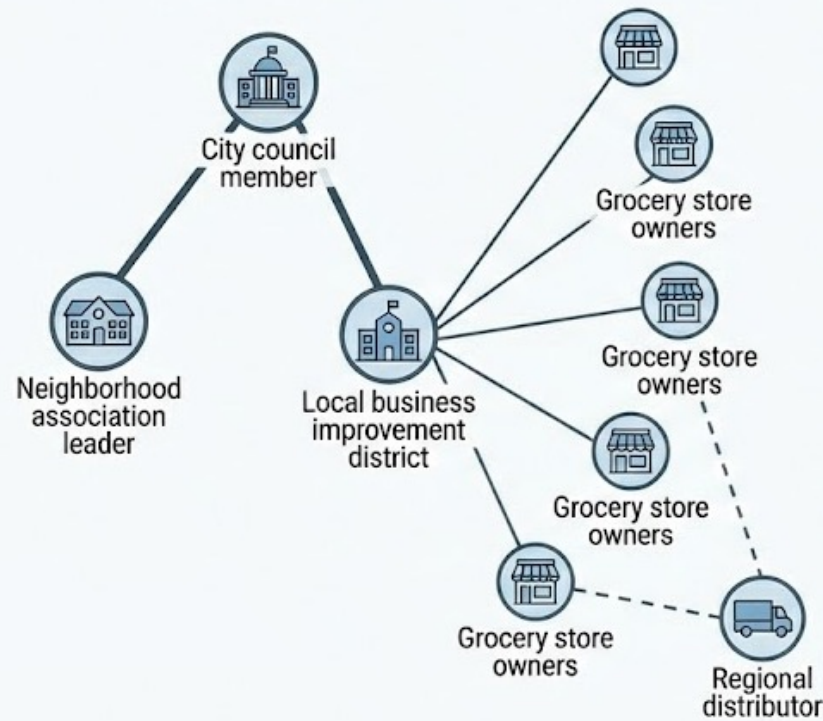 City council
member
Grocery store
owners
Neighborhood
association
leader
Local business
improvement
district
Grocery store
owners
Grocery store
owners
Grocery store
owners
Regional
distributor